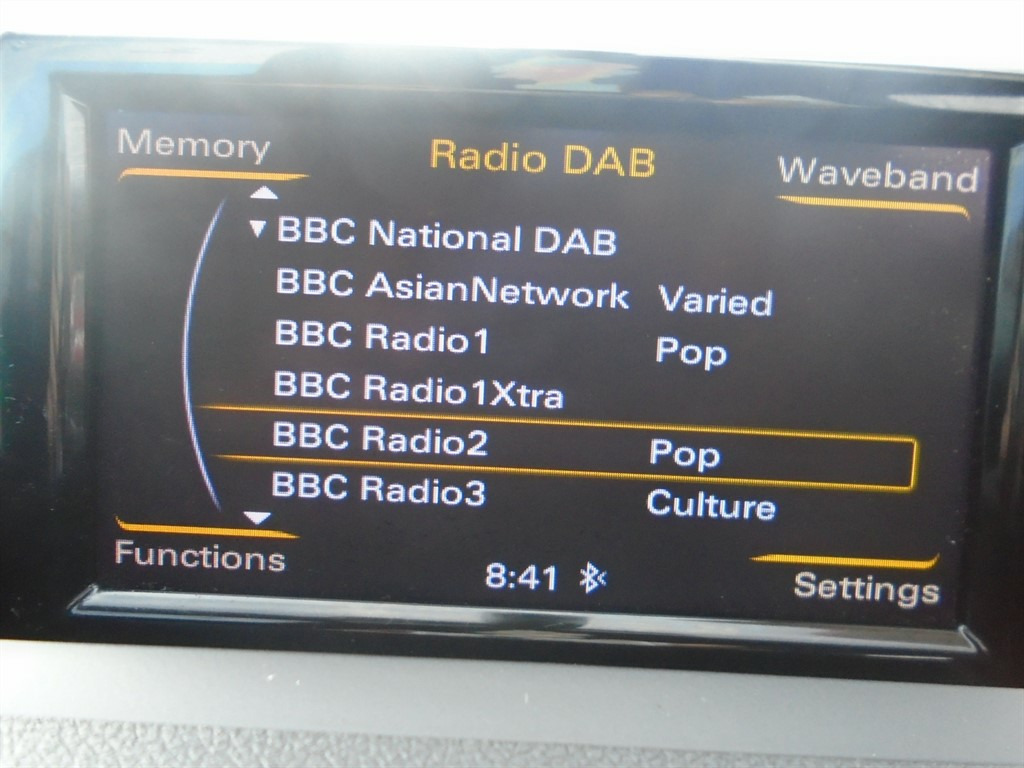 Memory Radio DAB Waveband
BBC National DAB
BBC AsianNetwork Varied
BBC Radio1 Pop
BBC Radio1Xtra
BBC Radio2 Pop
BBC Radio3 Culture
Functions 8:41 Settings